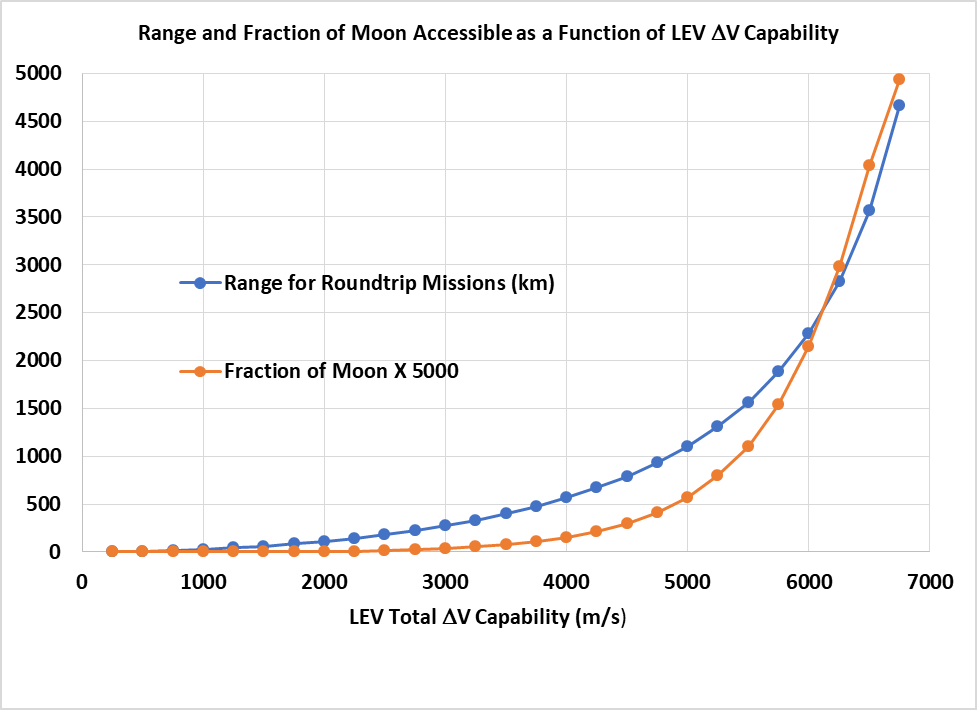 Range and Fraction of Moon Accessible as a Function of LEV ΔV Capability
5000
4500
4000
3500
3000
Range for Roundtrip Missions (km)
2500
2000
Fraction of Moon X 5000
1500
1000
500
0
0 1000 2000 3000 4000 5000 6000 7000
LEV Total ΔV Capability (m/s)